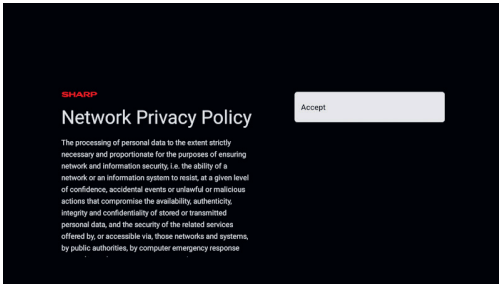 SHARP
Network Privacy Policy
The processing of personal data to the extent strictly
necessary and proportionate for the purposes of ensuring
network and information security, i.e. the ability of a
network or an information system to resist, at a given level
of confidence, accidental events or unlawful or malicious
actions that compromise the availability, authenticity,
integrity and confidentiality of stored or transmitted
personal data, and the security of the related services
offered by, or accessible via, those networks and systems,
by public authorities, by computer emergency response
Accept